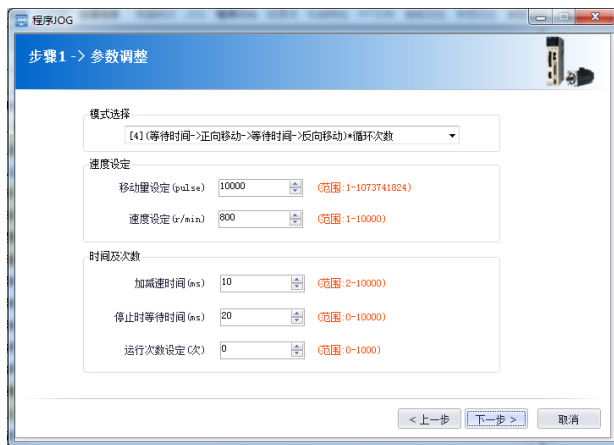 程序JOG
步骤1 -> 参数调整
模式选择
[4](等待时间->正向移动->等待时间->反向移动)*循环次数
速度设定
移动量设定(pulse) 10000 (范围:1-1073741824)
速度设定(r/min) 800 (范围:1-10000)
时间及次数
加减速时间(ms) 10 (范围:2-10000)
停止时等待时间(ms) 20 (范围:0-10000)
运行次数设定(次) 0 (范围:0-1000)
< 上一步 下一步 > 取消